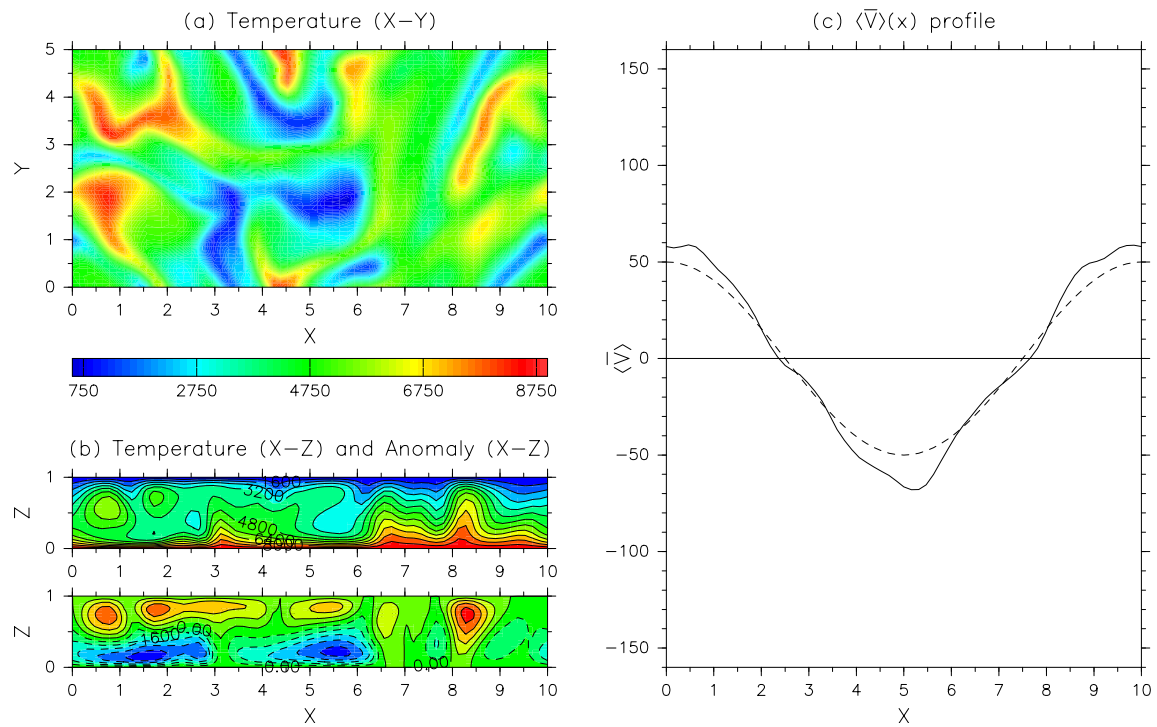 (a) Temperature (X−Y)
5
4
3
2
1
0
Y
0 1 2 3 4 5 6 7 8 9 10
X
750 2750 4750 6750 8750
(b) Temperature (X−Z) and Anomaly (X−Z)
1
0
Z
1600
3200
4800
6400
0 1 2 3 4 5 6 7 8 9 10
1
0
Z
0.00
1600
0.00
0.00
0 1 2 3 4 5 6 7 8 9 10
X
(c) ⟨V̅⟩(x) profile
150
100
50
0
−50
−100
−150
⟨V̅⟩
0 1 2 3 4 5 6 7 8 9 10
X